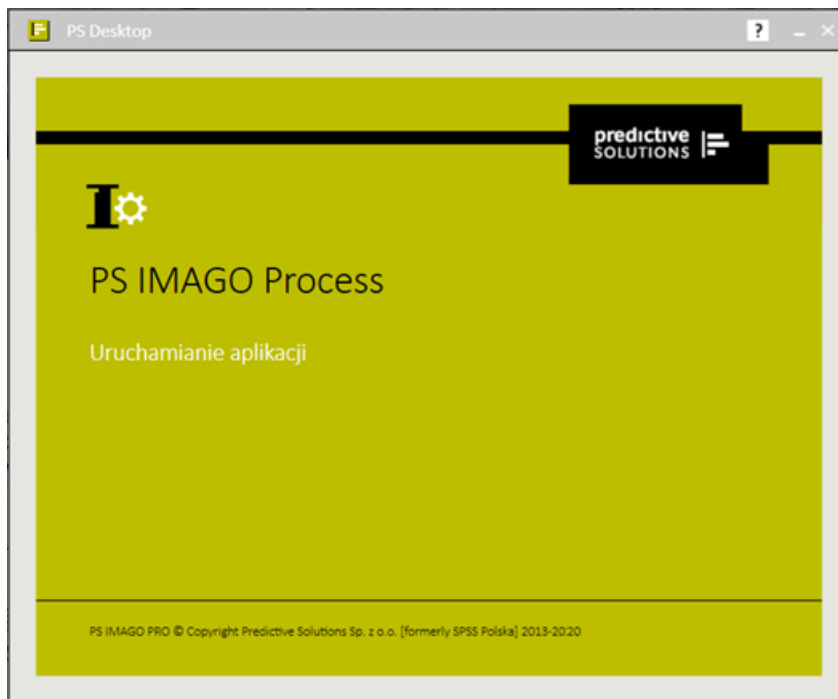 PS Desktop
?
predictive
SOLUTIONS
PS IMAGO Process
Uruchamianie aplikacji
PS IMAGO PRO © Copyright Predictive Solutions Sp. z o.o. [formerly SPSS Polska] 2013-2020